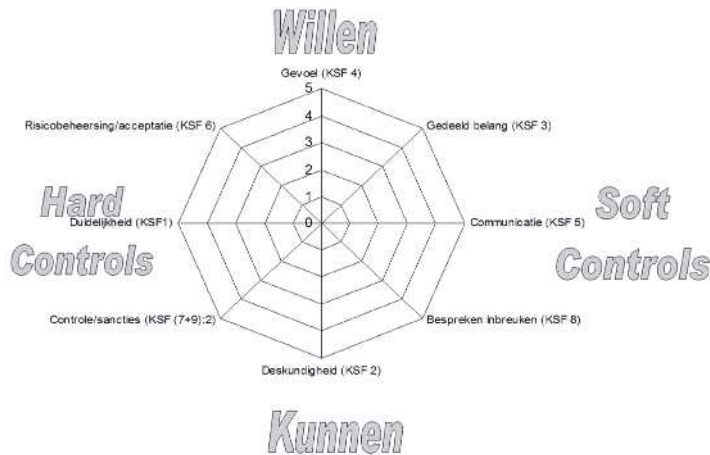 Willen
Gevoel (KSF 4)
5
Risicobeheersing/acceptatie (KSF 6)
4
Gedeeld belang (KSF 3)
3
2
1
Hard
Controls
Duidelijkheid (KSF1)
0
Communicatie (KSF 5)
Soft
Controls
Controle/sancties (KSF (7+9):2)
Bespreken inbreuken (KSF 8)
Deskundigheid (KSF 2)
Kunnen